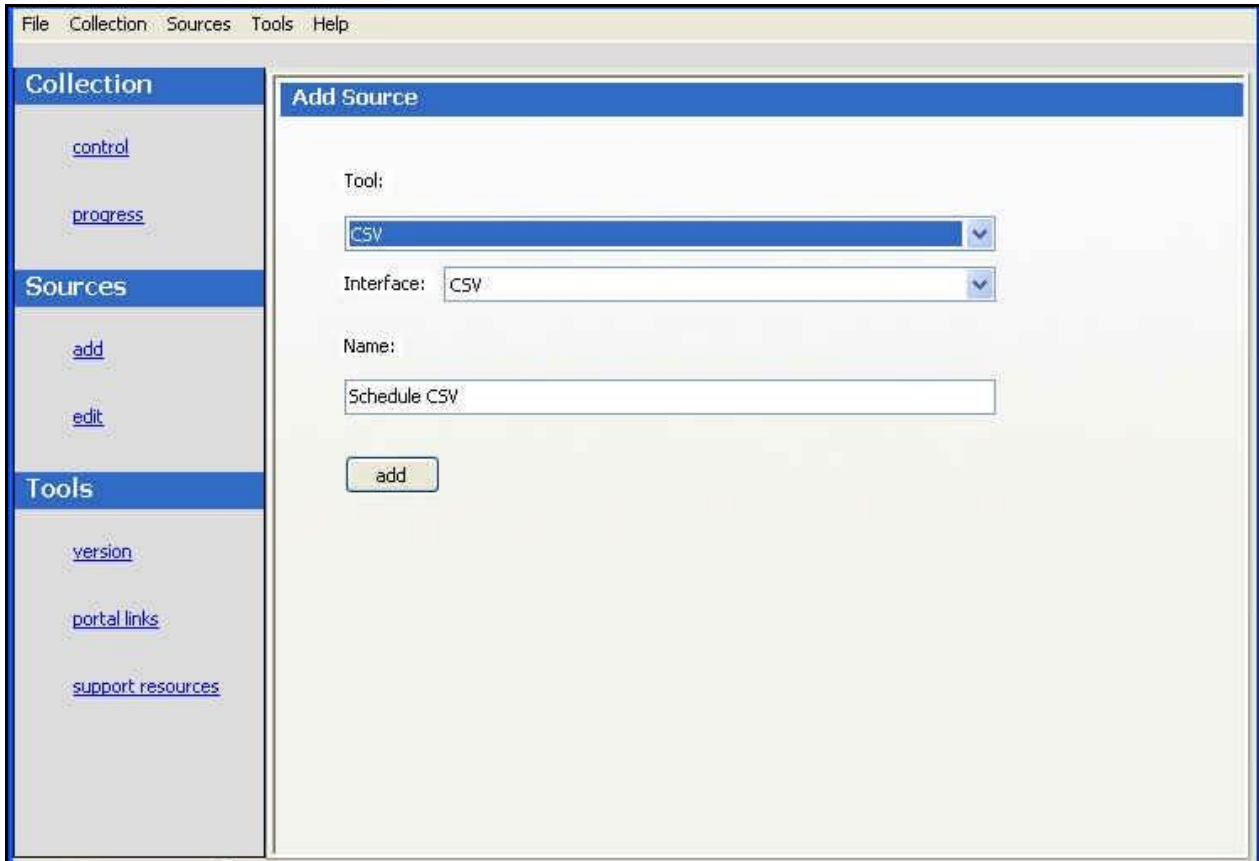 File Collection Sources Tools Help
Collection
control
progress
Sources
add
edit
Tools
version
portal links
support resources
Add Source
Tool:
CSV
Interface: CSV
Name:
Schedule CSV
add